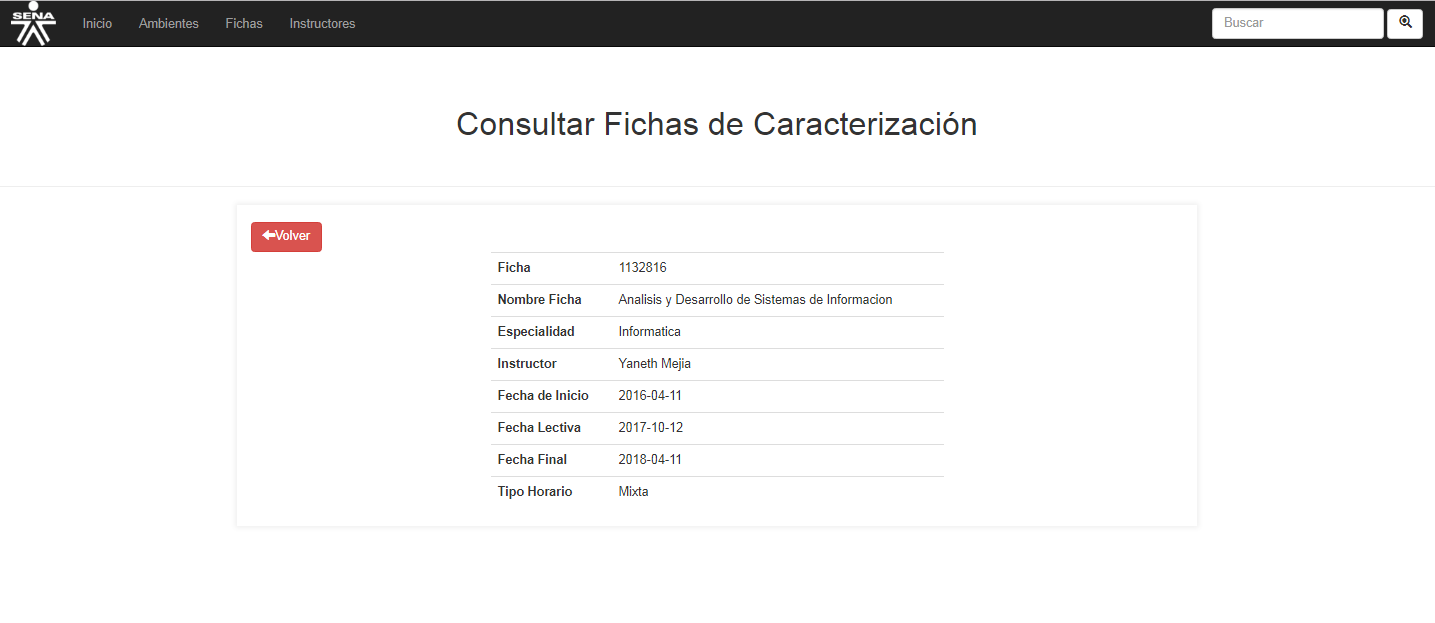 SENA
Inicio Ambientes Fichas Instructores Buscar
Consultar Fichas de Caracterización
Volver
Ficha 1132816
Nombre Ficha Analisis y Desarrollo de Sistemas de Informacion
Especialidad Informatica
Instructor Yaneth Mejia
Fecha de Inicio 2016-04-11
Fecha Lectiva 2017-10-12
Fecha Final 2018-04-11
Tipo Horario Mixta